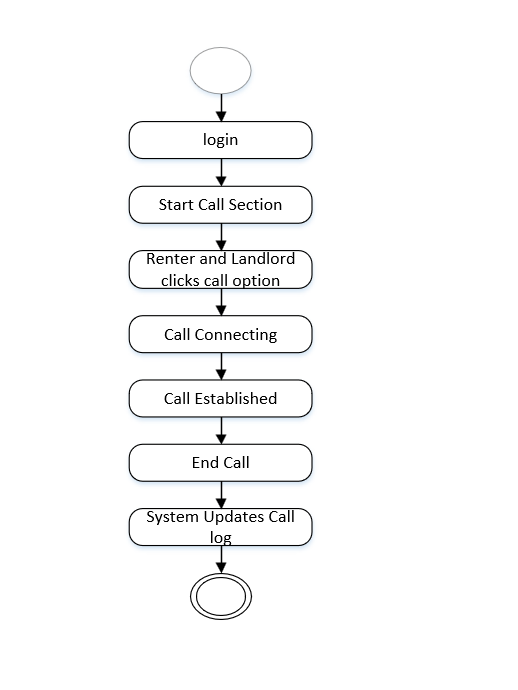 login
Start Call Section
Renter and Landlord
clicks call option
Call Connecting
Call Established
End Call
System Updates Call
log